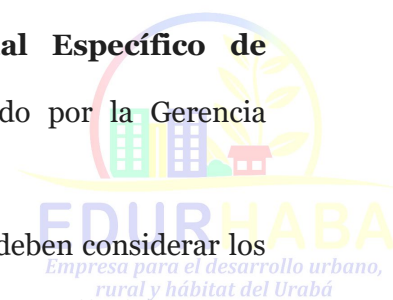 al Específico de
do por la Gerencia
deben considerar los
EDURHABA
Empresa para el desarrollo urbano,
rural y hábitat del Urabá